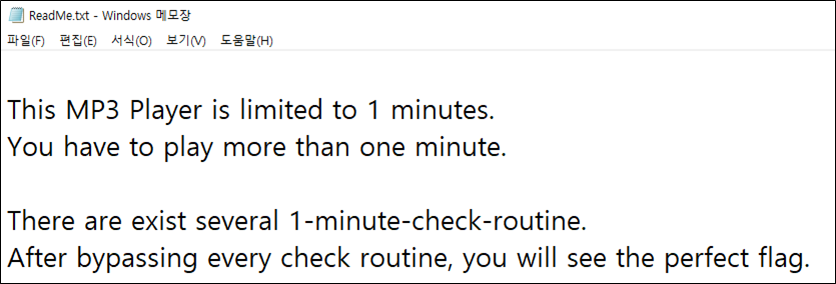 ReadMe.txt - Windows 메모장
파일(F) 편집(E) 서식(O) 보기(V) 도움말(H)
This MP3 Player is limited to 1 minutes.
You have to play more than one minute.
There are exist several 1-minute-check-routine.
After bypassing every check routine, you will see the perfect flag.